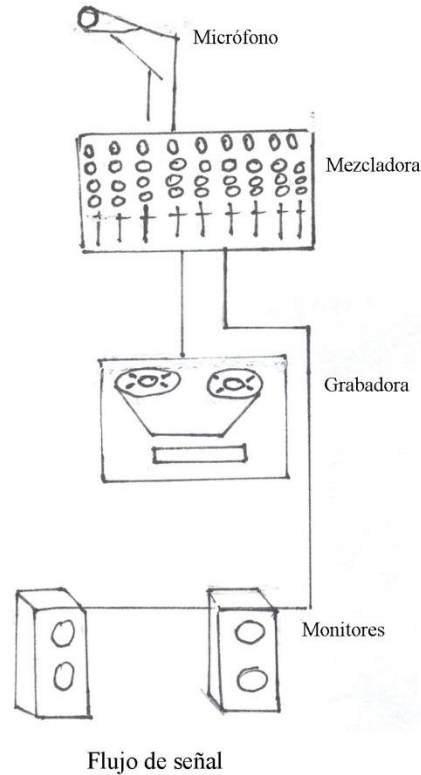 Micrófono
Mezcladora
Grabadora
Monitores
Flujo de señal